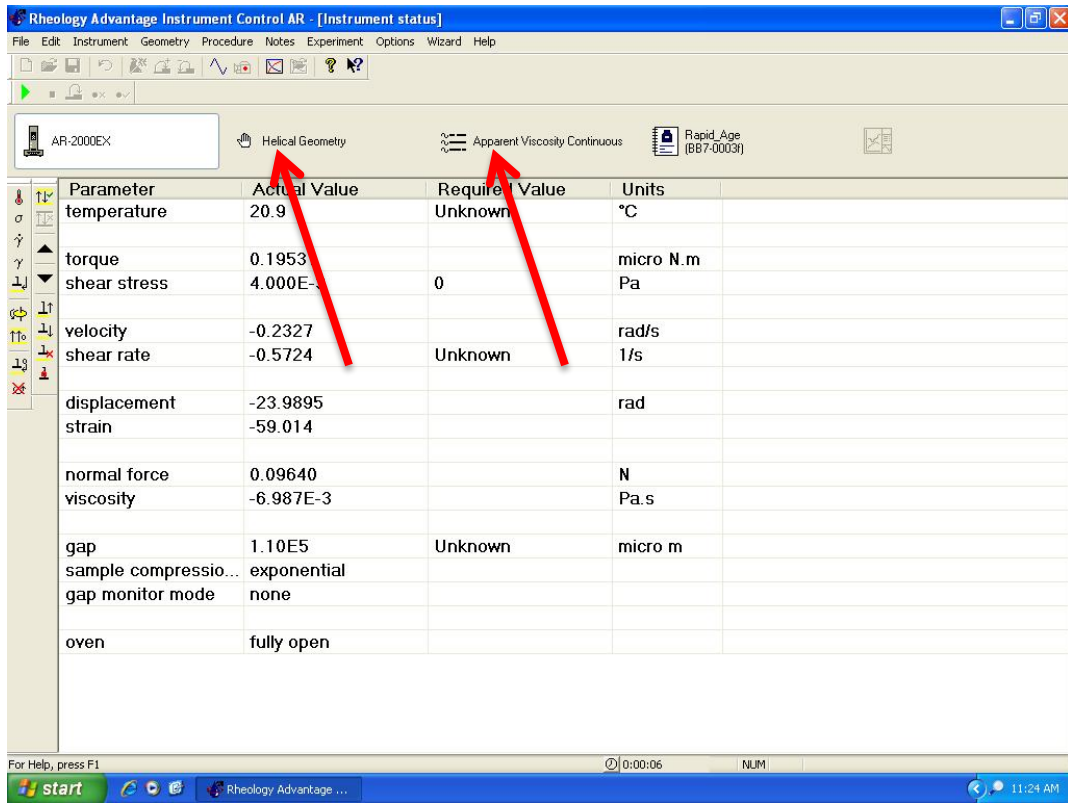 Rheology Advantage Instrument Control AR - [Instrument status]
File Edit Instrument Geometry Procedure Notes Experiment Options Wizard Help
AR-2000EX Helical Geometry Apparent Viscosity Continuous Rapid_Age
(BB7-0003f)
Parameter Actual Value Required Value Units
temperature 20.9 Unknown °C
torque 0.1953 micro N.m
shear stress 0 Pa
velocity -0.2327 rad/s
shear rate -0.5724 Unknown 1/s
displacement -23.9895 rad
strain -59.014
normal force 0.09640 N
viscosity -6.987E-3 Pa.s
gap 1.10E5 Unknown micro m
sample compressio... exponential
gap monitor mode none
oven fully open
For Help, press F1 0:00:06 NUM
start Rheology Advantage ... 11:24 AM